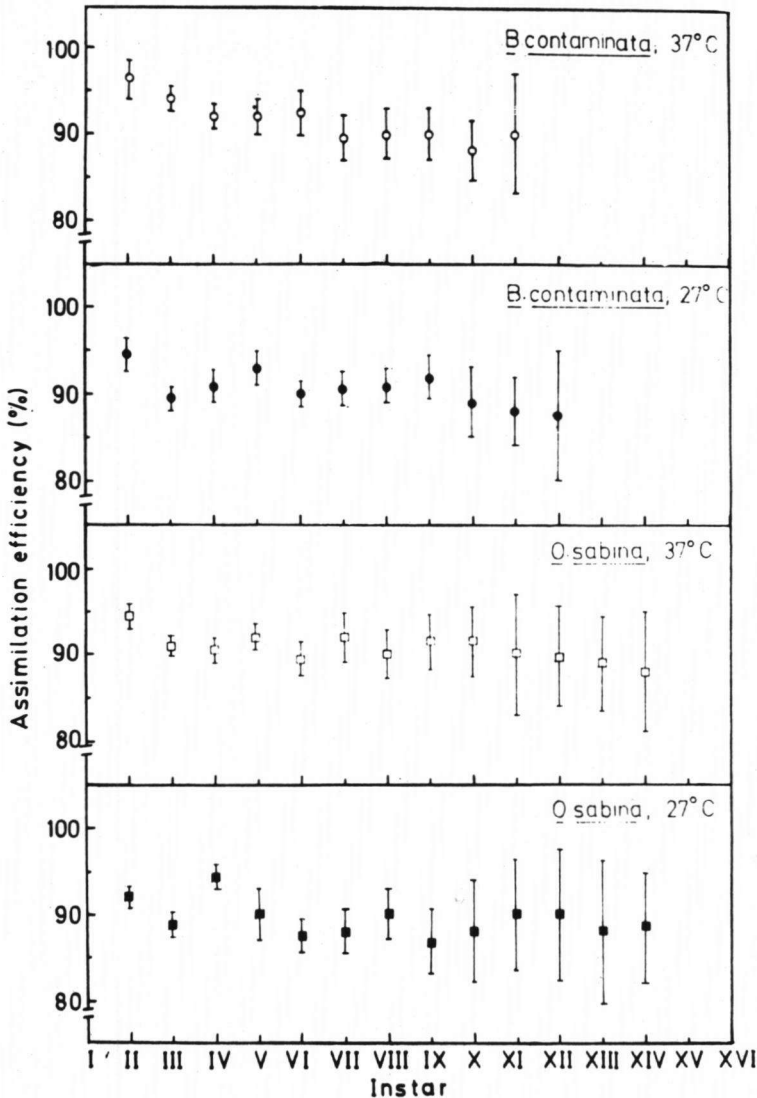 B contaminata, 37°C
100
90
80
B. contaminata, 27°C
100
90
80
O. sabina, 37°C
100
90
80
O sabina, 27°C
100
90
80
Assimilation efficiency (%)
I II III IV V VI VII VIII IX X XI XII XIII XIV XV XVI
Instar